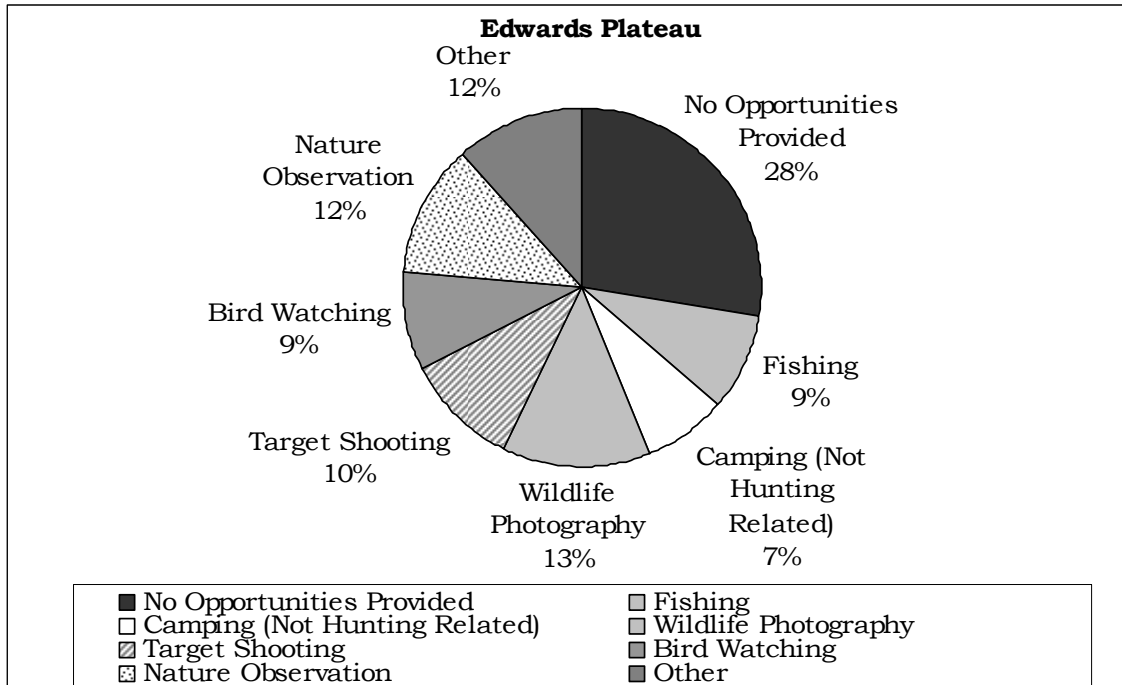 Edwards Plateau
Other
12%
No Opportunities
Provided
28%
Nature
Observation
12%
Bird Watching
9%
Fishing
9%
Target Shooting
10%
Camping (Not
Hunting
Related)
7%
Wildlife
Photography
13%
No Opportunities Provided
Fishing
Camping (Not Hunting Related)
Wildlife Photography
Target Shooting
Bird Watching
Nature Observation
Other